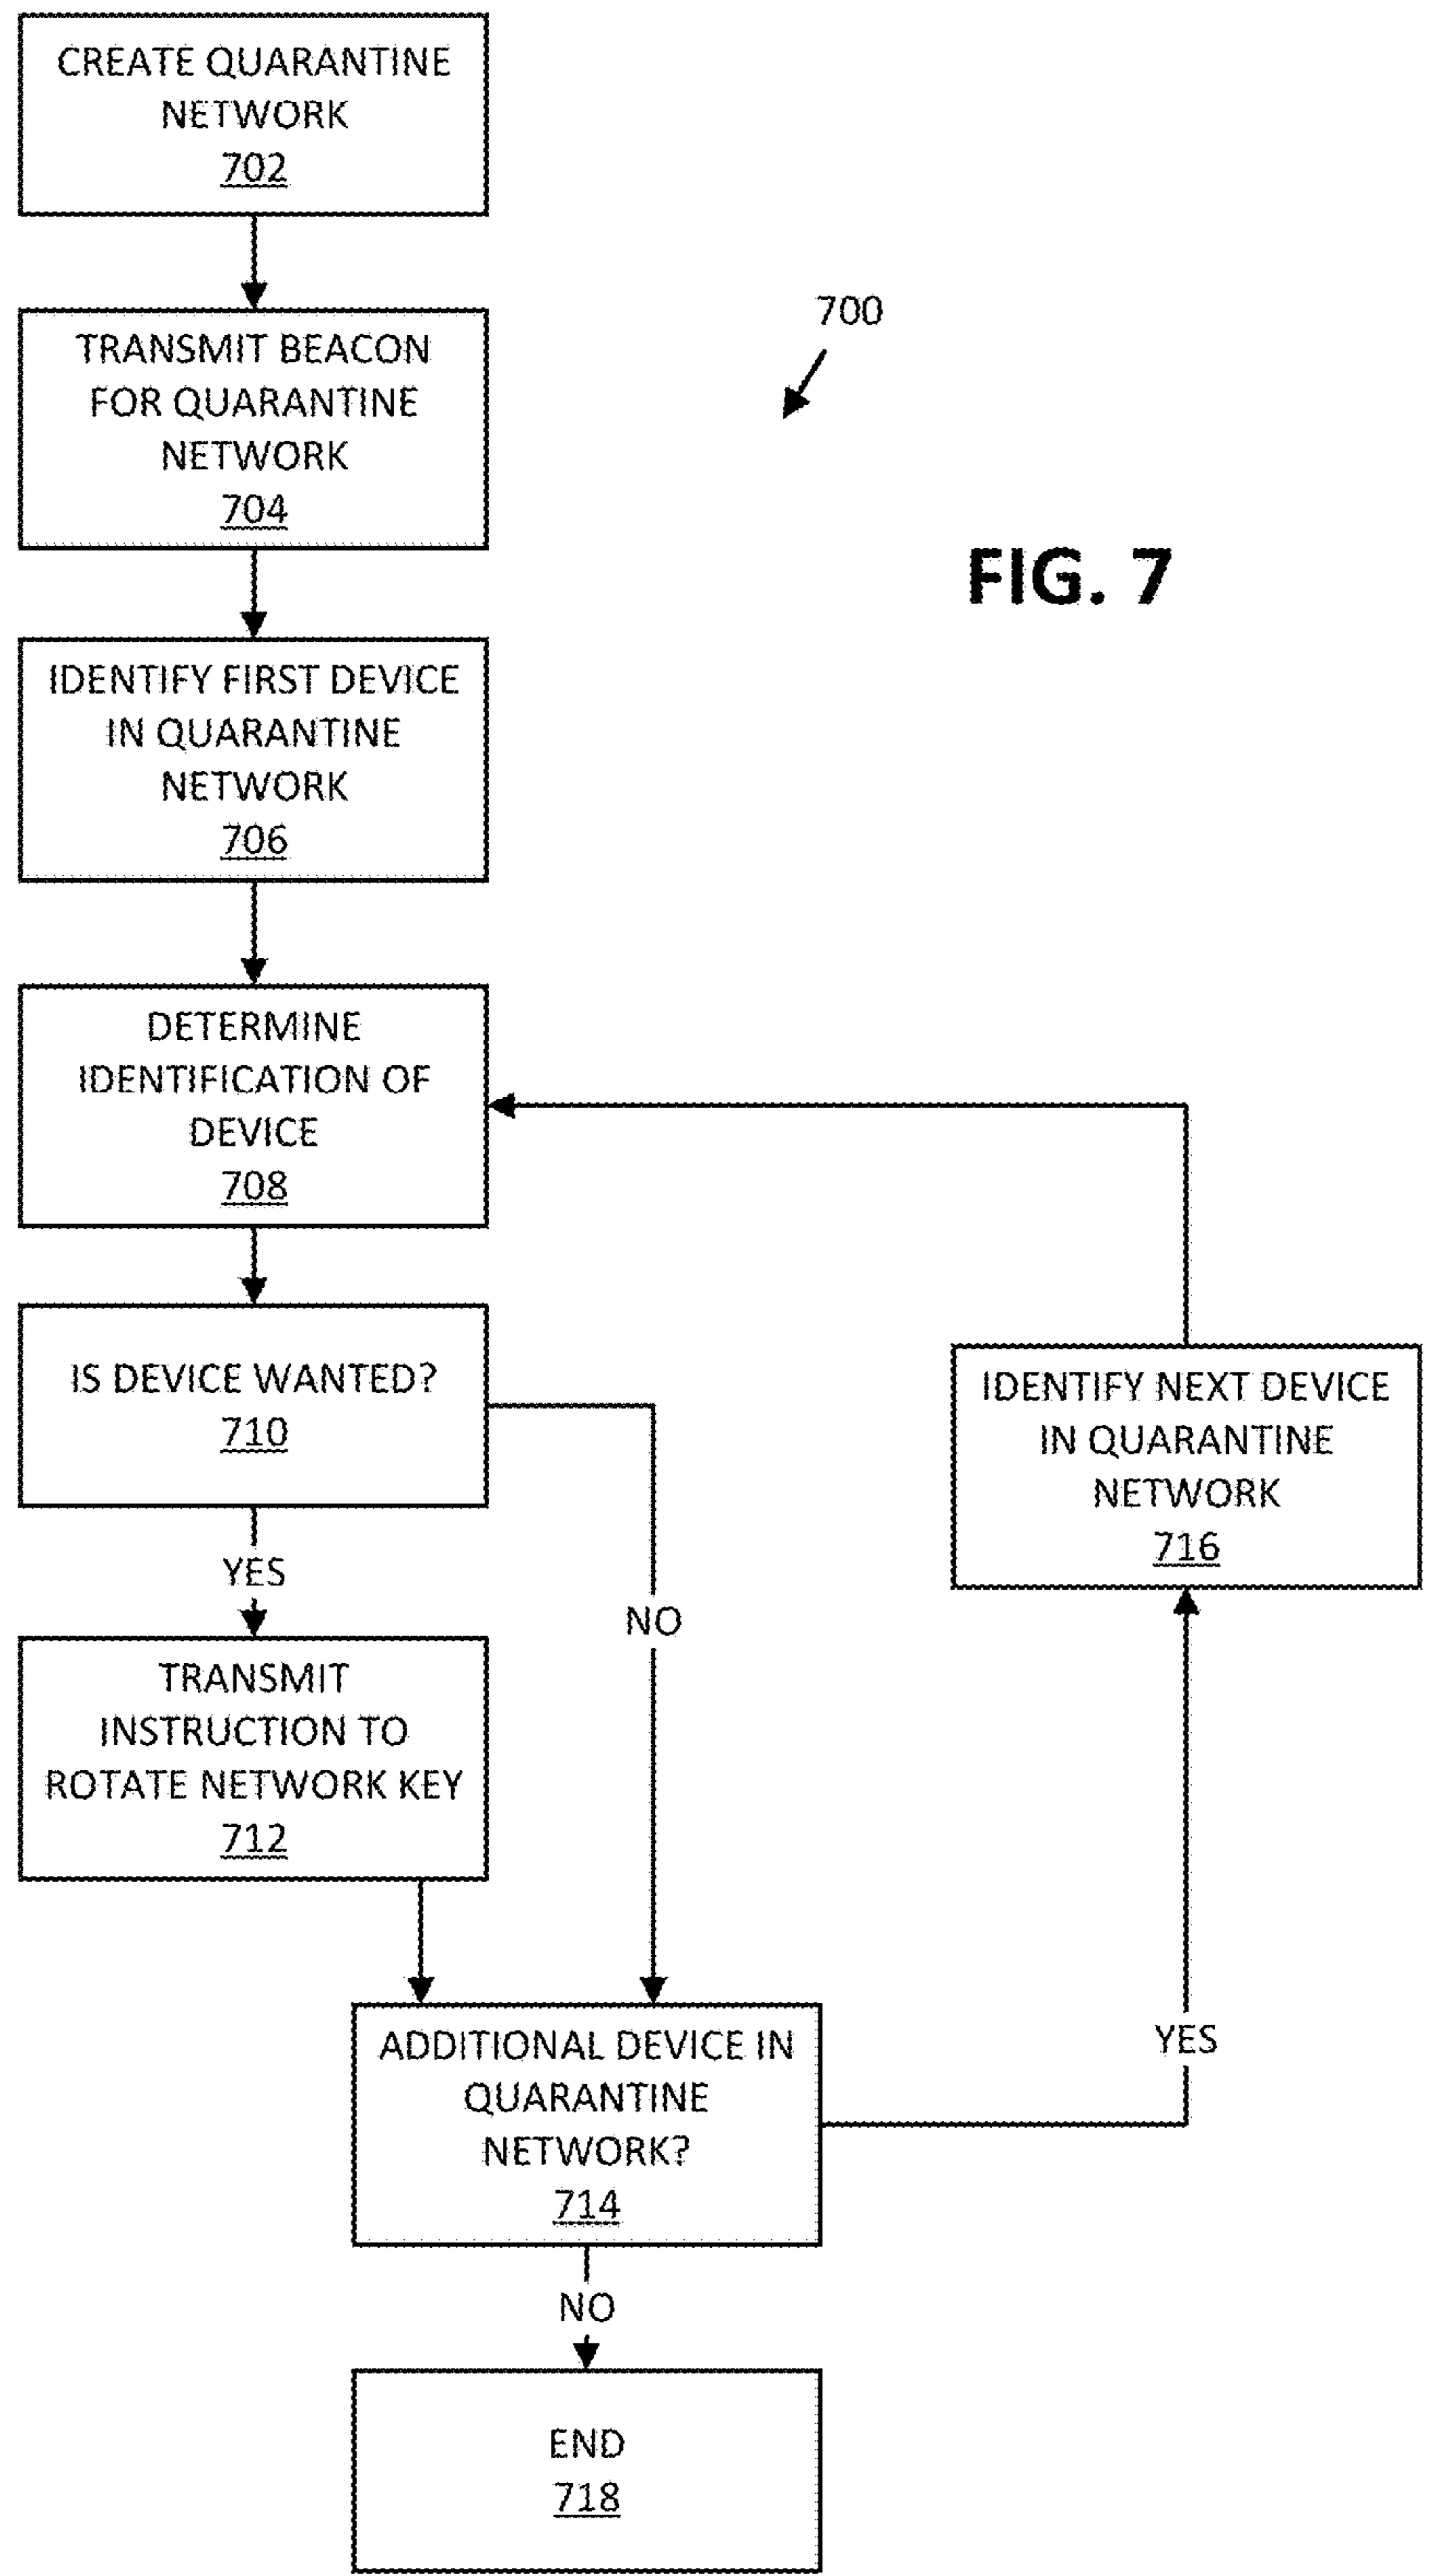 CREATE QUARANTINE
NETWORK
702
TRANSMIT BEACON
FOR QUARANTINE
NETWORK
704
700
FIG. 7
IDENTIFY FIRST DEVICE
IN QUARANTINE
NETWORK
706
DETERMINE
IDENTIFICATION OF
DEVICE
708
IS DEVICE WANTED?
710
IDENTIFY NEXT DEVICE
IN QUARANTINE
NETWORK
716
YES
NO
TRANSMIT
INSTRUCTION TO
ROTATE NETWORK KEY
712
ADDITIONAL DEVICE IN
QUARANTINE
NETWORK?
714
YES
NO
END
718